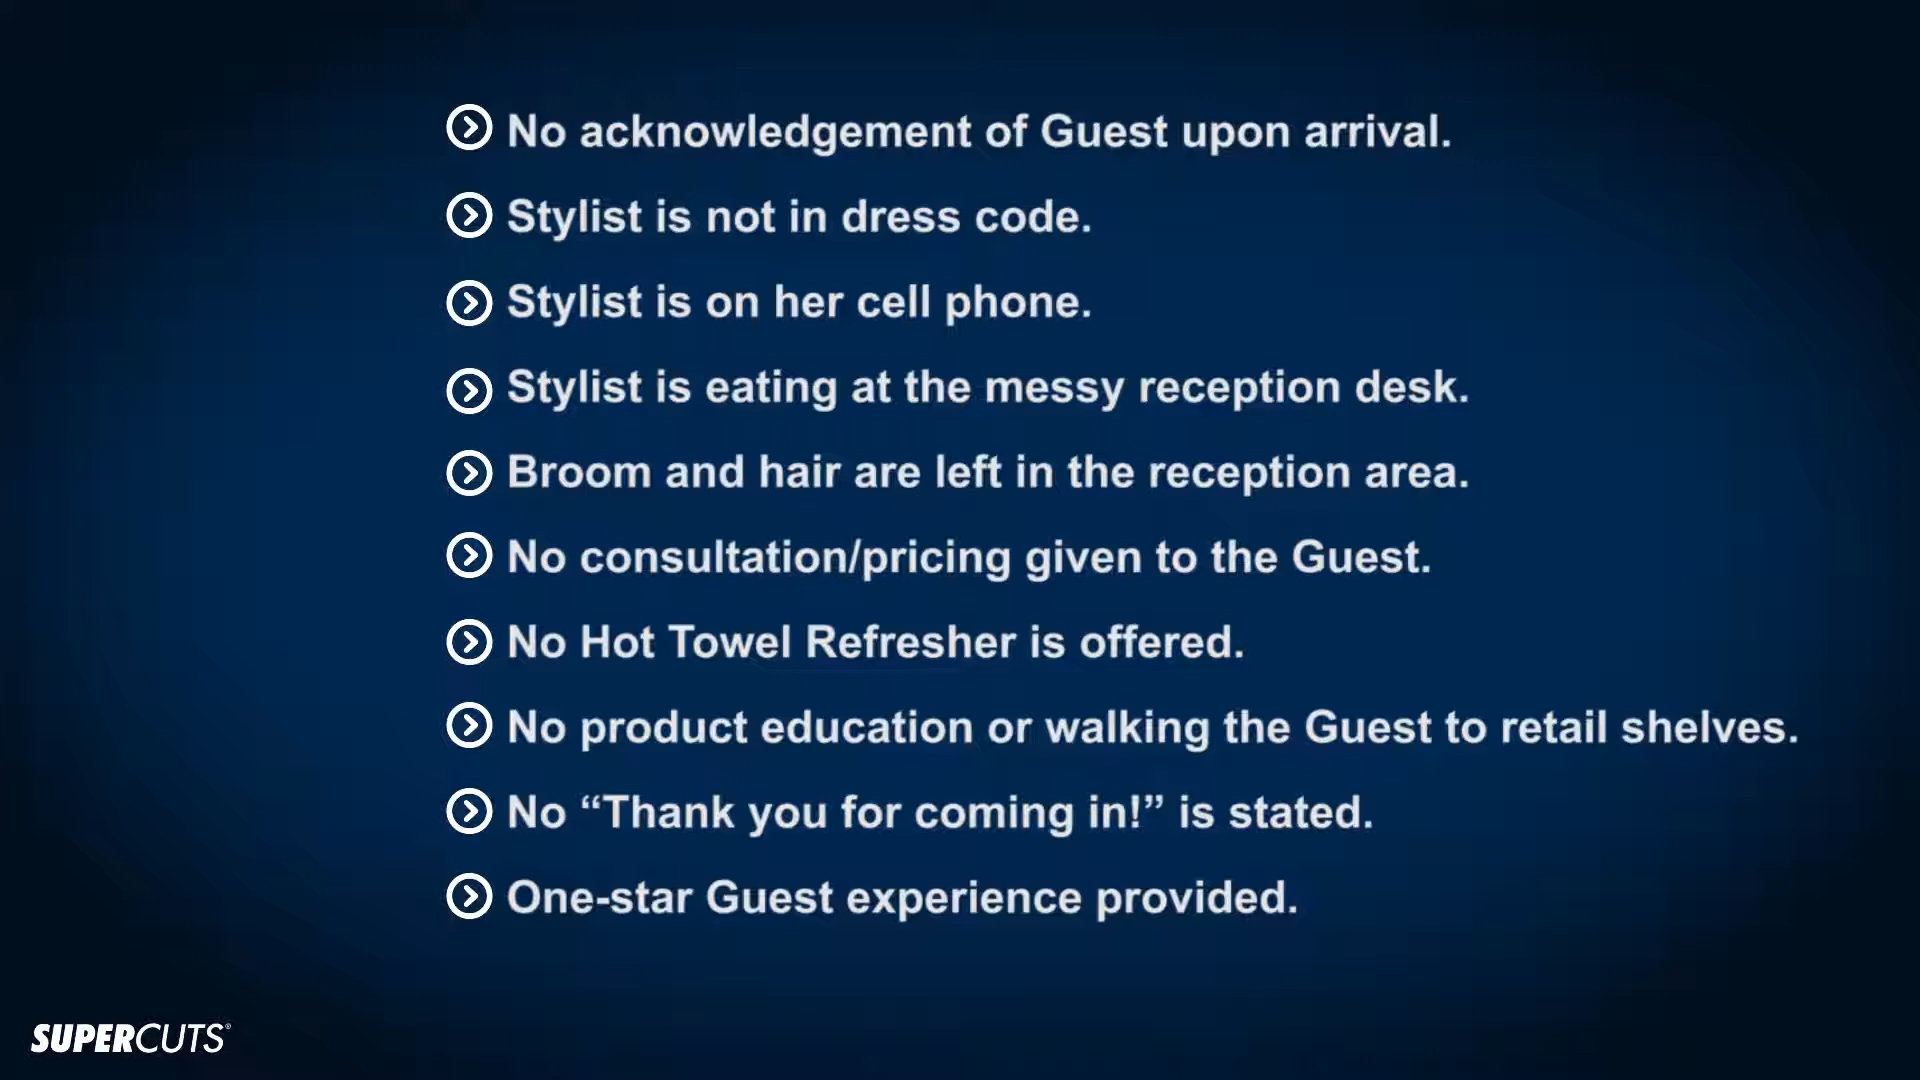 No acknowledgement of Guest upon arrival.
Stylist is not in dress code.
Stylist is on her cell phone.
Stylist is eating at the messy reception desk.
Broom and hair are left in the reception area.
No consultation/pricing given to the Guest.
No Hot Towel Refresher is offered.
No product education or walking the Guest to retail shelves.
No “Thank you for coming in!” is stated.
One-star Guest experience provided.
SUPERCUTS®